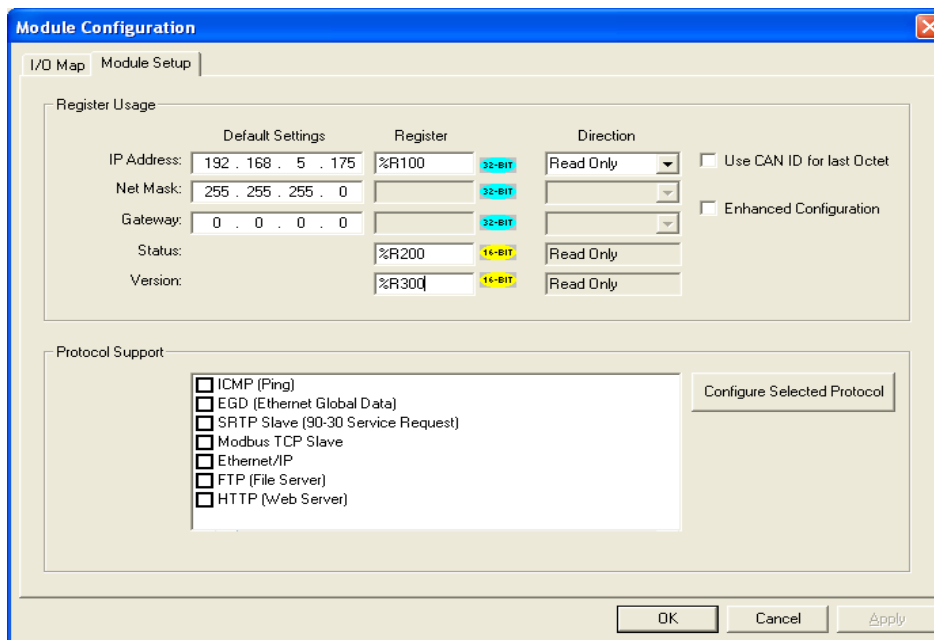 Module Configuration
I/O Map Module Setup
Register Usage
Default Settings Register Direction
IP Address: 192 . 168 . 5 . 175 %R100 32-BIT Read Only Use CAN ID for last Octet
Net Mask: 255 . 255 . 255 . 0 32-BIT
Enhanced Configuration
Gateway: 0 . 0 . 0 . 0 32-BIT
Status: %R200 16-BIT Read Only
Version: %R300 16-BIT Read Only
Protocol Support
ICMP (Ping)
Configure Selected Protocol
EGD (Ethernet Global Data)
SRTP Slave (90-30 Service Request)
Modbus TCP Slave
Ethernet/IP
FTP (File Server)
HTTP (Web Server)
OK Cancel Apply